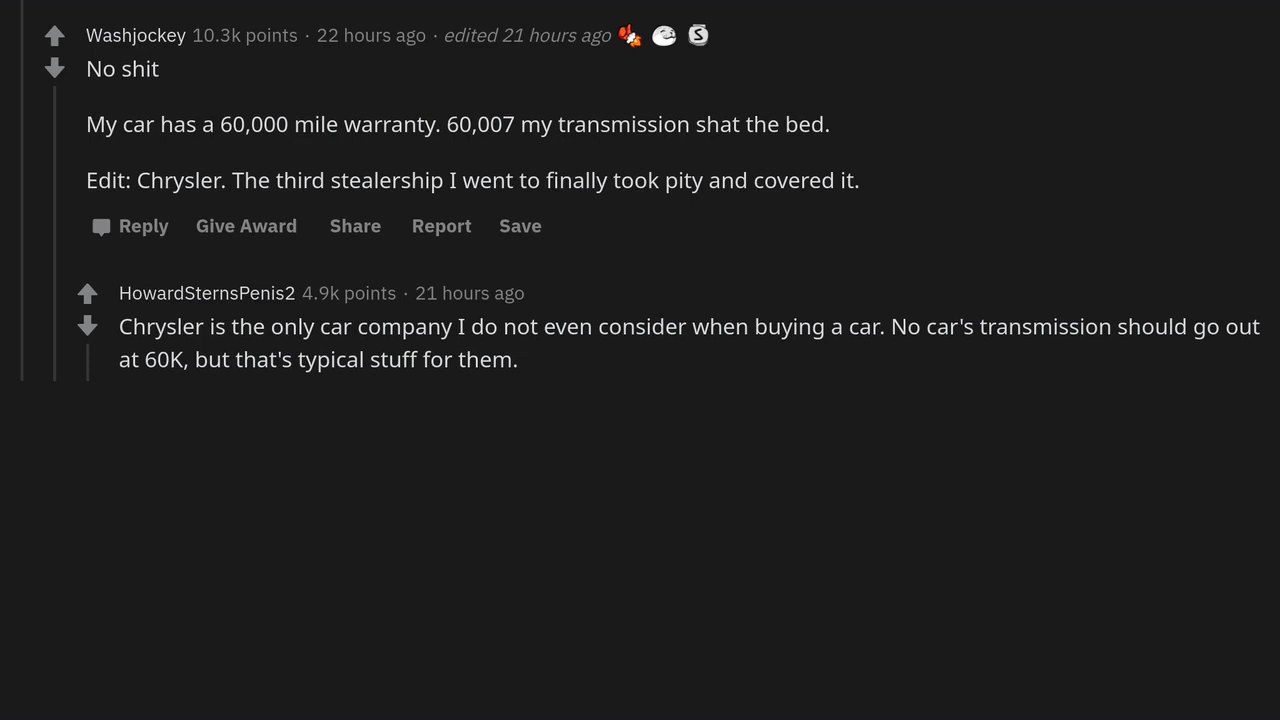 Washjockey 10.3k points · 22 hours ago · edited 21 hours ago
No shit
My car has a 60,000 mile warranty. 60,007 my transmission shat the bed.
Edit: Chrysler. The third stealership I went to finally took pity and covered it.
Reply Give Award Share Report Save
HowardSternsPenis2 4.9k points · 21 hours ago
Chrysler is the only car company I do not even consider when buying a car. No car's transmission should go out
at 60K, but that's typical stuff for them.